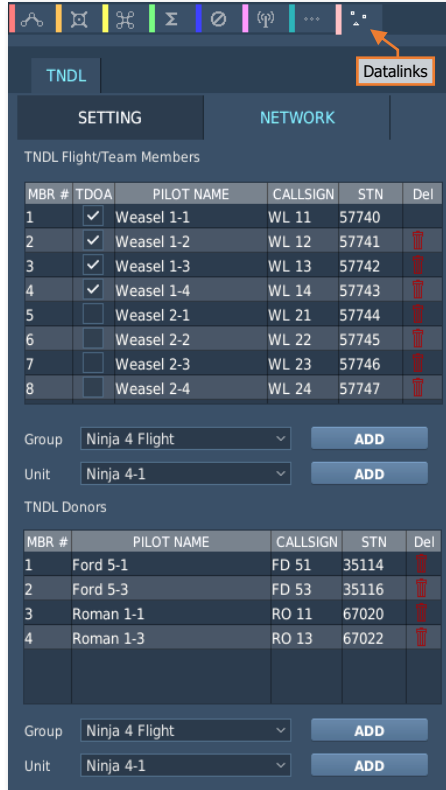 Datalinks
TNDL
SETTING NETWORK
TNDL Flight/Team Members
MBR # TDOA PILOT NAME CALLSIGN STN Del
1 Weasel 1-1 WL 11 57740
2 Weasel 1-2 WL 12 57741
3 Weasel 1-3 WL 13 57742
4 Weasel 1-4 WL 14 57743
5 Weasel 2-1 WL 21 57744
6 Weasel 2-2 WL 22 57745
7 Weasel 2-3 WL 23 57746
8 Weasel 2-4 WL 24 57747
Group Ninja 4 Flight ADD
Unit Ninja 4-1 ADD
TNDL Donors
MBR # PILOT NAME CALLSIGN STN Del
1 Ford 5-1 FD 51 35114
2 Ford 5-3 FD 53 35116
3 Roman 1-1 RO 11 67020
4 Roman 1-3 RO 13 67022
Group Ninja 4 Flight ADD
Unit Ninja 4-1 ADD